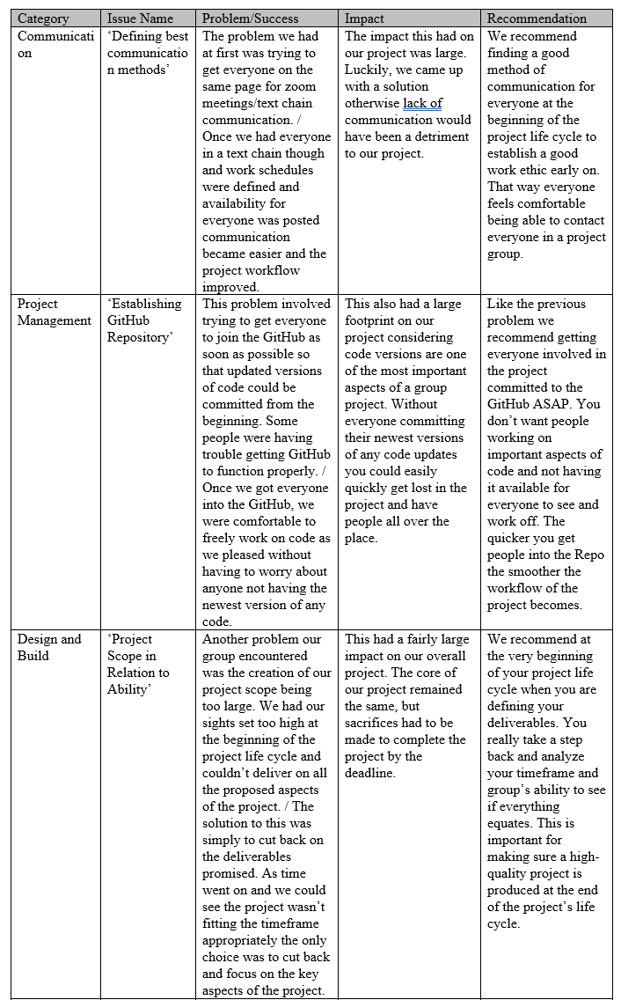 Category
Issue Name
Problem/Success
Impact
Recommendation
Communicati
on
‘Defining best
communicatio
n methods’
The problem we had
at first was trying to
get everyone on the
same page for zoom
meetings/text chain
communication. /
Once we had everyone
in a text chain though
and work schedules
were defined and
availability for
everyone was posted
communication
became easier and the
project workflow
improved.
The impact this had on
our project was large.
Luckily, we came up
with a solution
otherwise lack of
communication would
have been a detriment
to our project.
We recommend
finding a good
method of
communication for
everyone at the
beginning of the
project life cycle to
establish a good
work ethic early on.
That way everyone
feels comfortable
being able to contact
everyone in a project
group.
Project
Management
‘Establishing
GitHub
Repository’
This problem involved
trying to get everyone
to join the GitHub as
soon as possible so
that updated versions
of code could be
committed from the
beginning. Some
people were having
trouble getting GitHub
to function properly. /
Once we got everyone
into the GitHub, we
were comfortable to
freely work on code as
we pleased without
having to worry about
anyone not having the
newest version of any
code.
This also had a large
footprint on our
project considering
code versions are one
of the most important
aspects of a group
project. Without
everyone committing
their newest versions
of any code updates
you could easily
quickly get lost in the
project and have
people all over the
place.
Like the previous
problem we
recommend getting
everyone involved in
the project
committed to the
GitHub ASAP. You
don’t want people
working on
important aspects of
code and not having
it available for
everyone to see and
work off. The
quicker you get
people into the Repo
the smoother the
workflow of the
project becomes.
Design and
Build
‘Project
Scope in
Relation to
Ability’
Another problem our
group encountered
was the creation of our
project scope being
too large. We had our
sights set too high at
the beginning of the
project life cycle and
couldn’t deliver on all
the proposed aspects
of the project. / The
solution to this was
simply to cut back on
the deliverables
promised. As time
went on and we could
see the project wasn’t
fitting the timeframe
appropriately the only
choice was to cut back
and focus on the key
aspects of the project.
This had a fairly large
impact on our overall
project. The core of
our project remained
the same, but
sacrifices had to be
made to complete the
project by the
deadline.
We recommend at
the very beginning
of your project life
cycle when you are
defining your
deliverables. You
really take a step
back and analyze
your timeframe and
group’s ability to see
if everything
equates. This is
important for
making sure a high-
quality project is
produced at the end
of the project’s life
cycle.